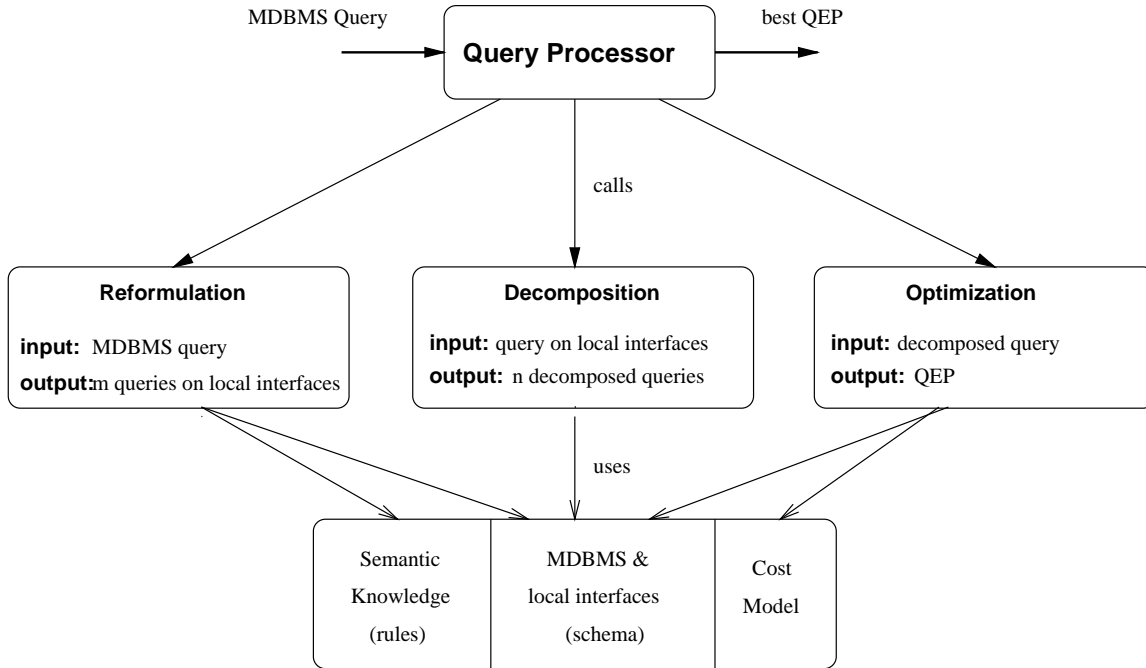 MDBMS Query
best QEP
Query Processor
calls
Reformulation
input: MDBMS query
output:m queries on local interfaces
Decomposition
input: query on local interfaces
output: n decomposed queries
Optimization
input: decomposed query
output: QEP
uses
Semantic
Knowledge
(rules)
MDBMS &
local interfaces
(schema)
Cost
Model